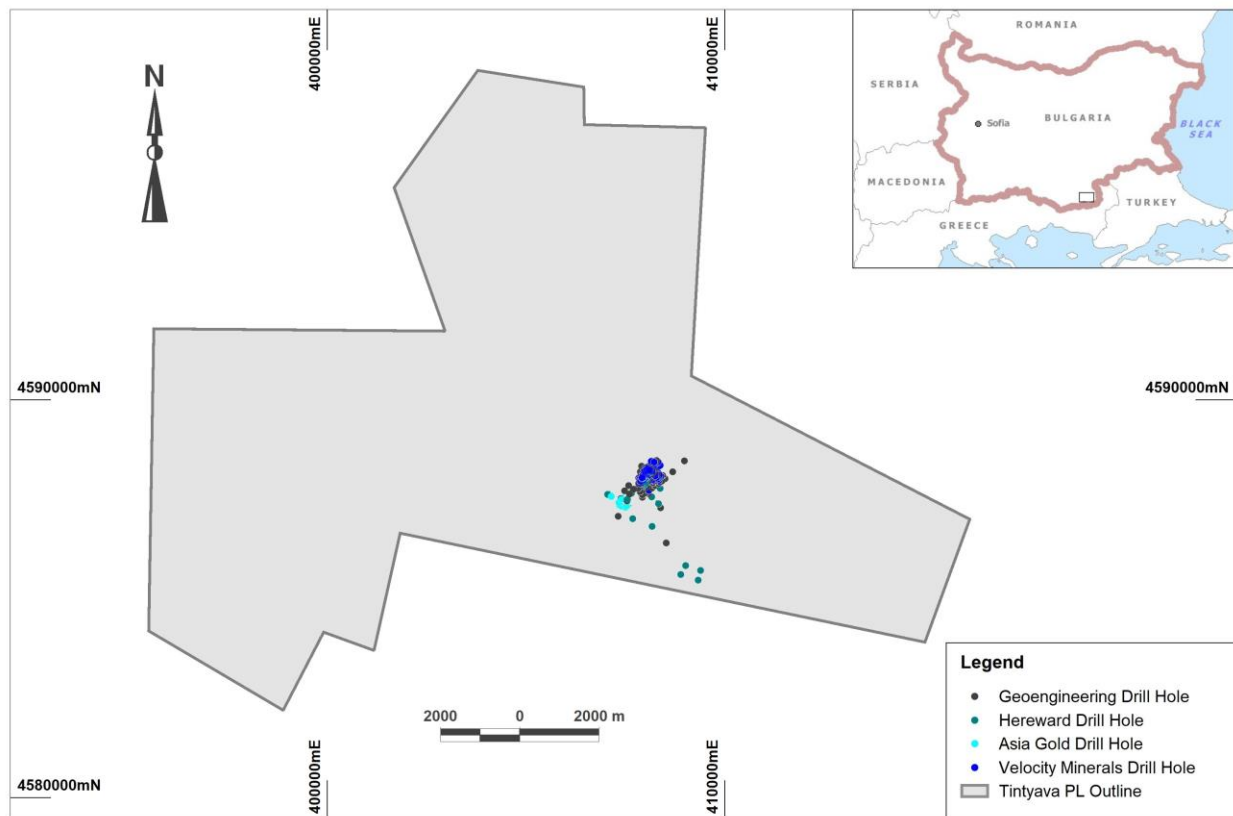 400000mE
410000mE
N
ROMANIA
SERBIA
Sofia
BULGARIA
BLACK
SEA
MACEDONIA
TURKEY
GREECE
4590000mN
4590000mN
Legend
Geoengineering Drill Hole
Hereward Drill Hole
Asia Gold Drill Hole
Velocity Minerals Drill Hole
Tintyava PL Outline
2000 0 2000 m
4580000mN
400000mE
410000mE